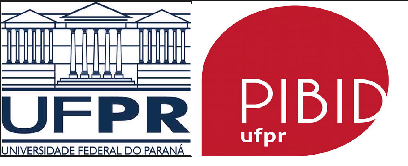 UFPR
UNIVERSIDADE FEDERAL DO PARANÁ
PIBID
ufpr